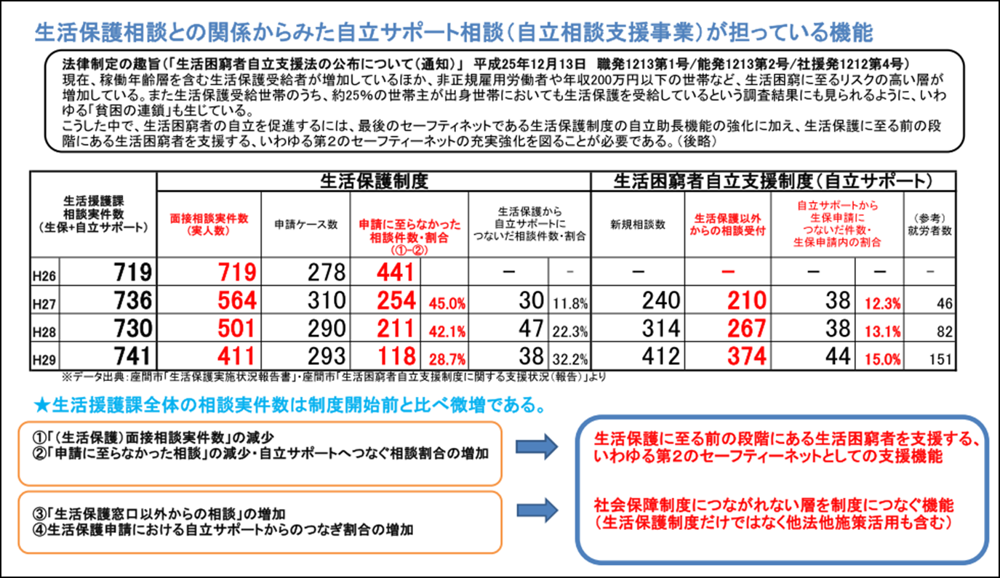 生活保護相談との関係からみた自立サポート相談（自立相談支援事業）が担っている機能
法律制定の趣旨（「生活困窮者自立支援法の公布について（通知）」　平成25年12月13日　職発1213第1号/能発1213第2号/社援発1212第4号）
現在、稼働年齢層を含む生活保護受給者が増加しているほか、非正規雇用労働者や年収200万円以下の世帯など、生活困窮に至るリスクの高い層が
増加している。また生活保護受給世帯のうち、約25％の世帯主が出身世帯においても生活保護を受給しているという調査結果にも見られるように、いわ
ゆる「貧困の連鎖」も生じている。
こうした中で、生活困窮者の自立を促進するには、最後のセーフティネットである生活保護制度の自立助長機能の強化に加え、生活保護に至る前の段
階にある生活困窮者を支援する、いわゆる第２のセーフティーネットの充実強化を図ることが必要である。（後略）
生活援護課
相談実件数
（生保+自立サポート）
生活保護制度
生活困窮者自立支援制度（自立サポート）
面接相談実件数
（実人数）
申請ケース数
申請に至らなかった
相談件数・割合
（①-②）
生活保護から
自立サポートに
つないだ相談件数・割合
新規相談数
生活保護以外
からの相談受付
自立サポートから
生保申請に
つないだ件数・
生保申請内の割合
（参考）
就労者数
H26 719 719 278 441 － － － － － － －
H27 736 564 310 254 45.0% 30 11.8% 240 210 38 12.3% 46
H28 730 501 290 211 42.1% 47 22.3% 314 267 38 13.1% 82
H29 741 411 293 118 28.7% 38 32.2% 412 374 44 15.0% 151
※データ出典：座間市「生活保護実施状況報告書」・座間市「生活困窮者自立支援制度に関する支援状況（報告）」より
★生活援護課全体の相談実件数は制度開始前と比べ微増である。
①「（生活保護）面接相談実件数」の減少
②「申請に至らなかった相談」の減少・自立サポートへつなぐ相談割合の増加
③「生活保護窓口以外からの相談」の増加
④生活保護申請における自立サポートからのつなぎ割合の増加
生活保護に至る前の段階にある生活困窮者を支援する、
いわゆる第２のセーフティーネットとしての支援機能
社会保障制度につながれない層を制度につなぐ機能
（生活保護制度だけではなく他法他施策活用も含む）